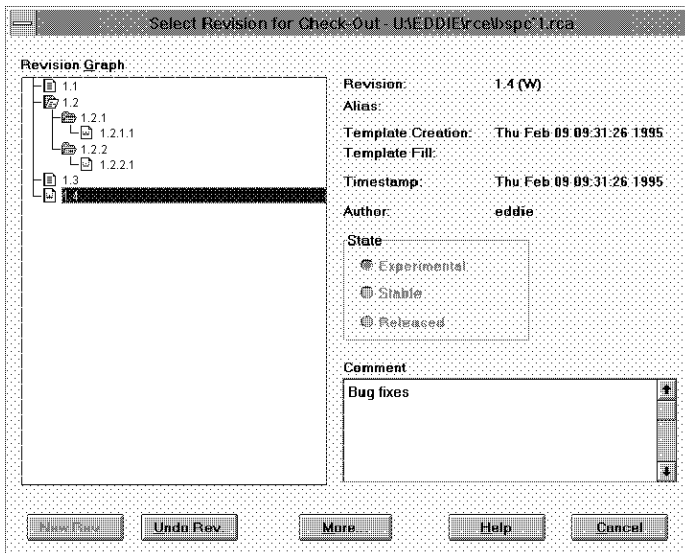 Select Revision for Check-Out - U:\EDDIE\rce\bspc~1.rca
Revision Graph
1.1
1.2
1.2.1
1.2.1.1
1.2.2
1.2.2.1
1.3
1.4
Revision: 1.4 (W)
Alias:
Template Creation: Thu Feb 09 09:31:26 1995
Template Fill:
Timestamp: Thu Feb 09 09:31:26 1995
Author: eddie
State
Experimental
Stable
Released
Comment
Bug fixes
New Rev. Undo Rev. More... Help Cancel